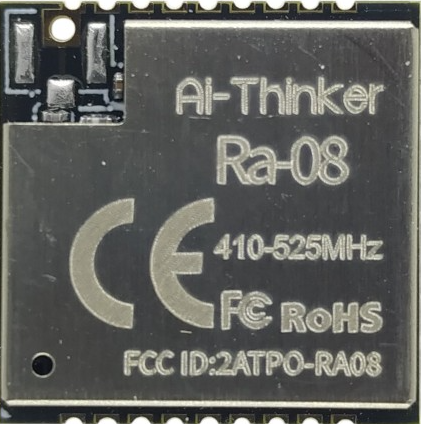 Ai-Thinker
Ra-08
CE 410-525MHz
FC RoHS
FCC ID:2ATPO-RA08